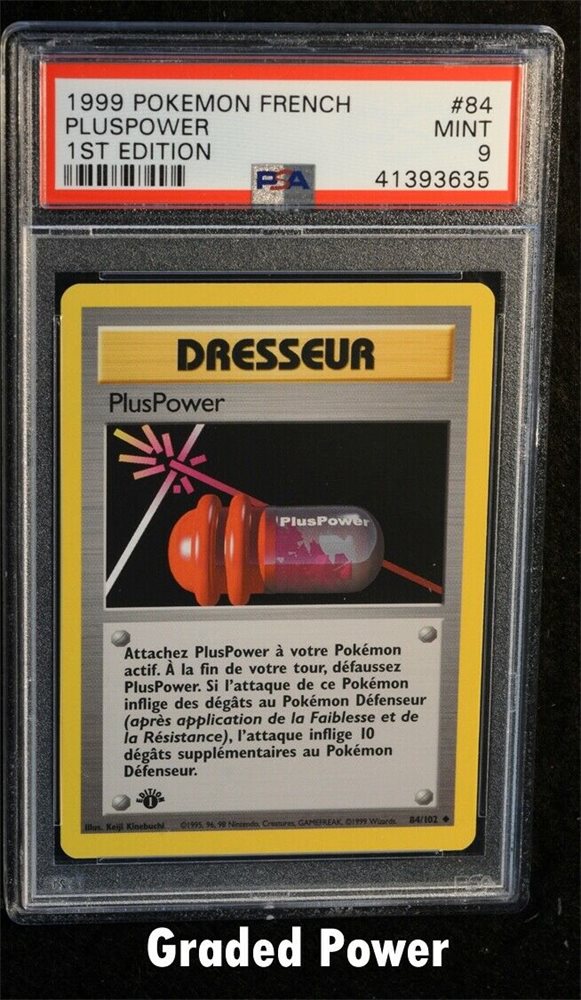 1999 POKEMON FRENCH #84
PLUSPOWER MINT
1ST EDITION 9
PSA 41393635
DRESSEUR
PlusPower
PlusPower
Attachez PlusPower à votre Pokémon
actif. À la fin de votre tour, défaussez
PlusPower. Si l'attaque de ce Pokémon
inflige des dégâts au Pokémon Défenseur
(après application de la Faiblesse et de
la Résistance), l'attaque inflige 10
dégâts supplémentaires au Pokémon
Défenseur.
EDITION 1
Illus. Keiji Kinebuchi ©1995, 96, 98 Nintendo, Creatures, GAMEFREAK. ©1999 Wizards. 84/102
Graded Power